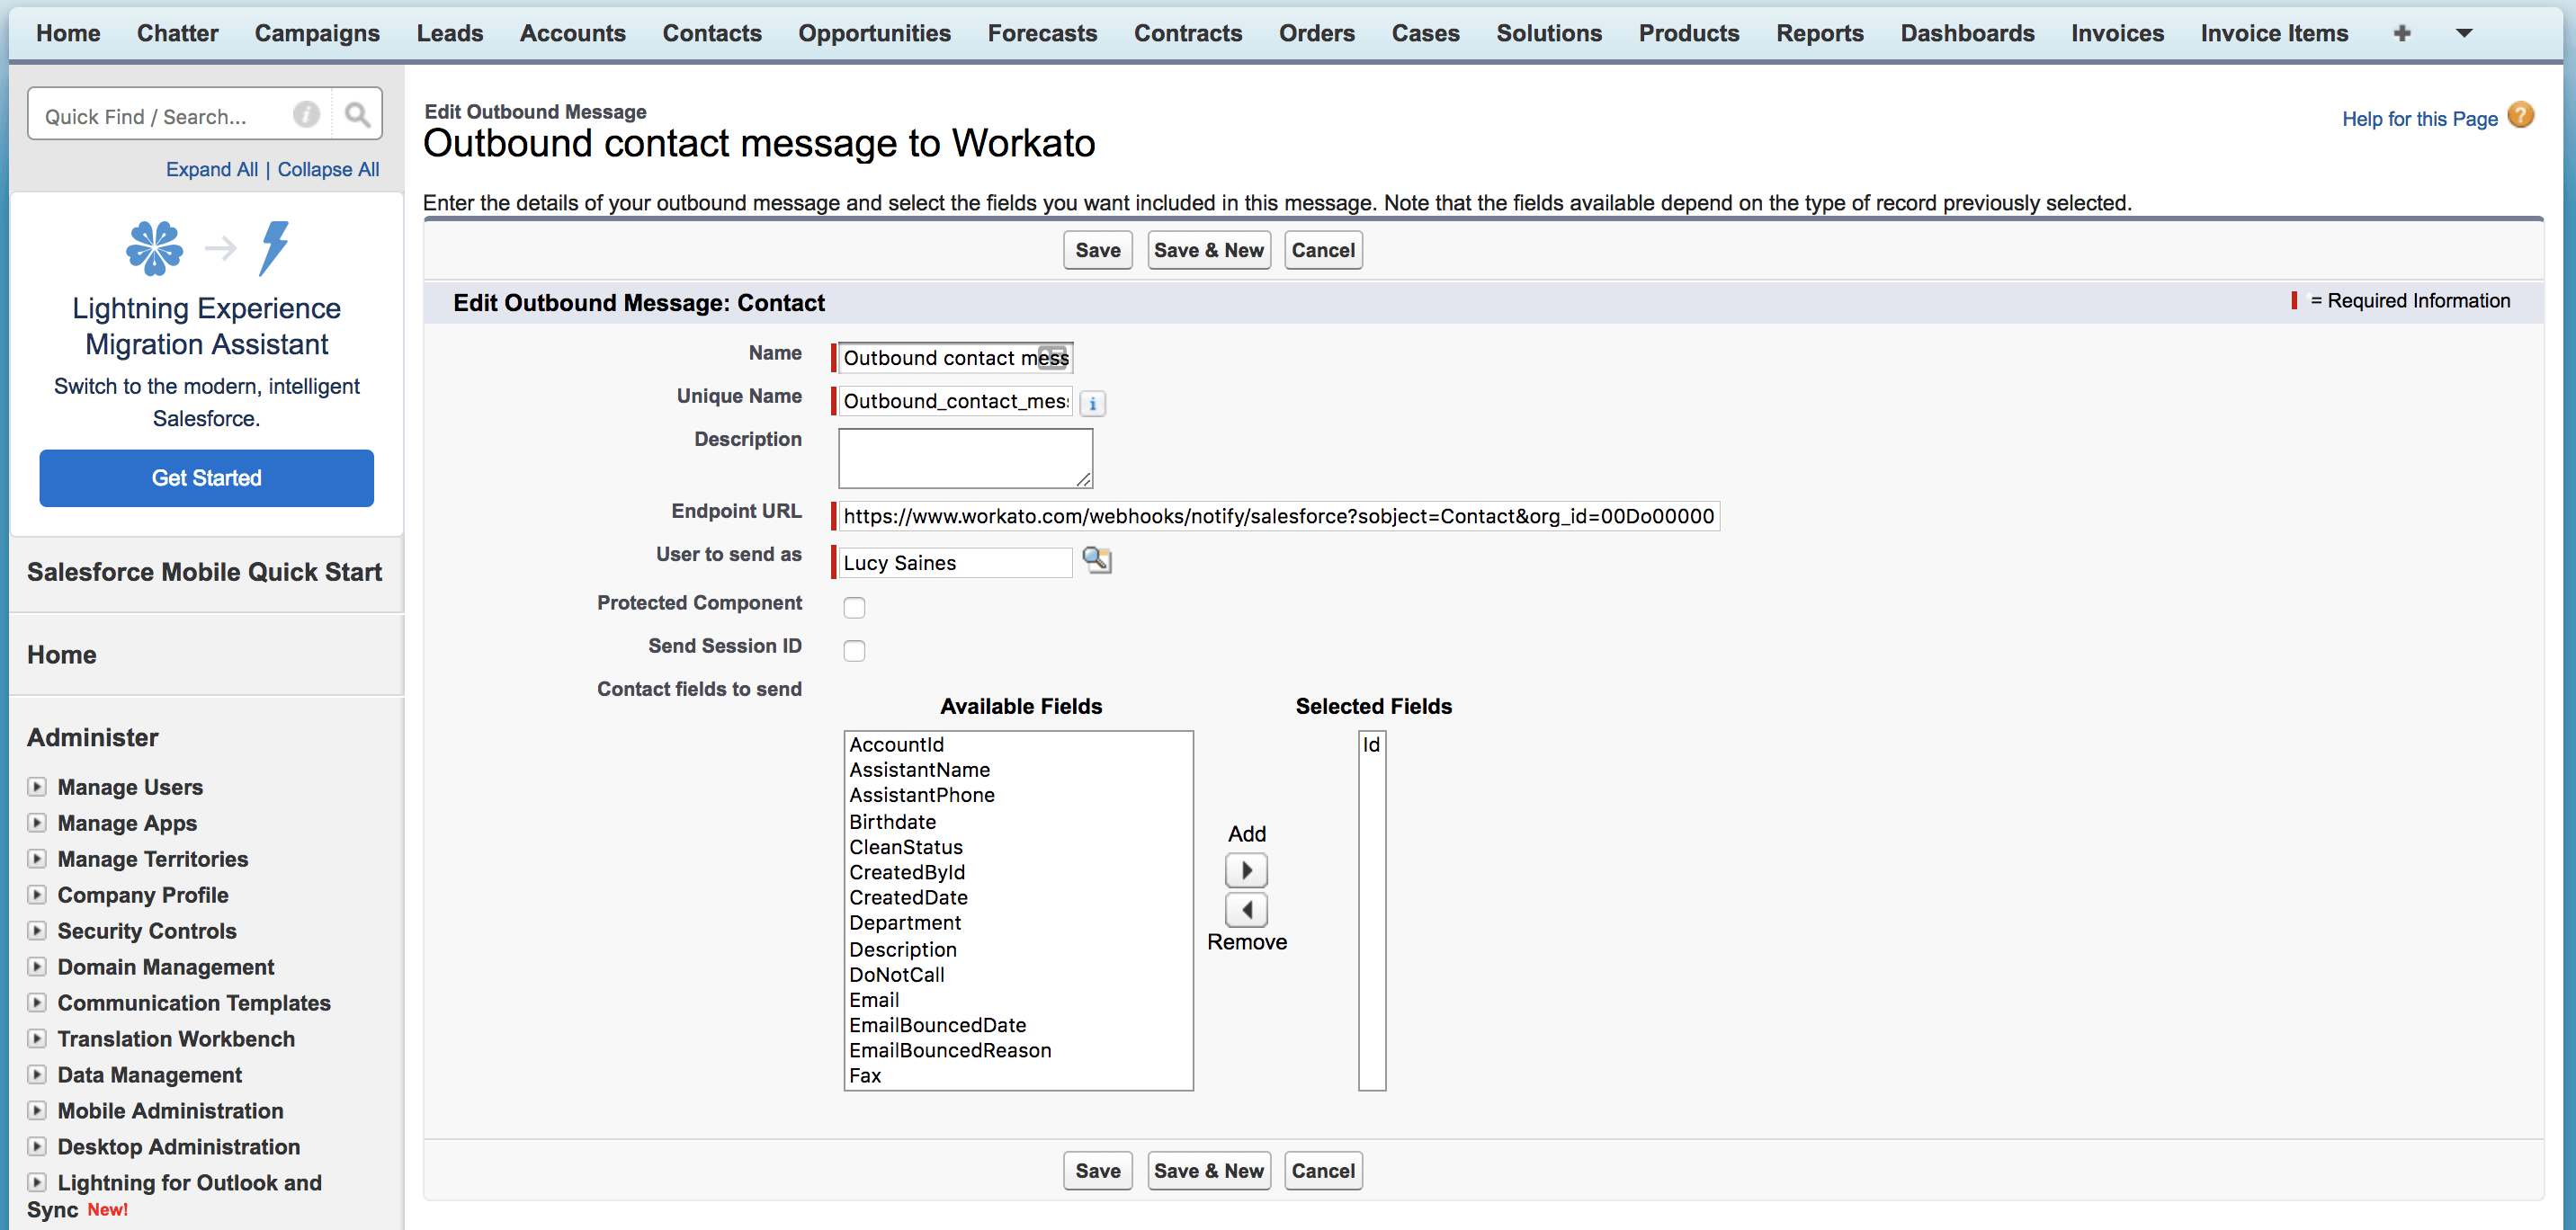 Home Chatter Campaigns Leads Accounts Contacts Opportunities Forecasts Contracts Orders Cases Solutions Products Reports Dashboards Invoices Invoice Items
Quick Find / Search...
Expand All | Collapse All
Lightning Experience
Migration Assistant
Switch to the modern, intelligent
Salesforce.
Get Started
Salesforce Mobile Quick Start
Home
Administer
Manage Users
Manage Apps
Manage Territories
Company Profile
Security Controls
Domain Management
Communication Templates
Translation Workbench
Data Management
Mobile Administration
Desktop Administration
Lightning for Outlook and
Sync New!
Edit Outbound Message
Outbound contact message to Workato
Help for this Page ?
Enter the details of your outbound message and select the fields you want included in this message. Note that the fields available depend on the type of record previously selected.
Save Save & New Cancel
Edit Outbound Message: Contact
= Required Information
Name Outbound contact mess
Unique Name Outbound_contact_mes
Description
Endpoint URL https://www.workato.com/webhooks/notify/salesforce?sobject=Contact&org_id=00Do00000
User to send as Lucy Saines
Protected Component
Send Session ID
Contact fields to send
Available Fields
AccountId
AssistantName
AssistantPhone
Birthdate
CleanStatus
CreatedById
CreatedDate
Department
Description
DoNotCall
Email
EmailBouncedDate
EmailBouncedReason
Fax
Add
Remove
Selected Fields
Id
Save Save & New Cancel